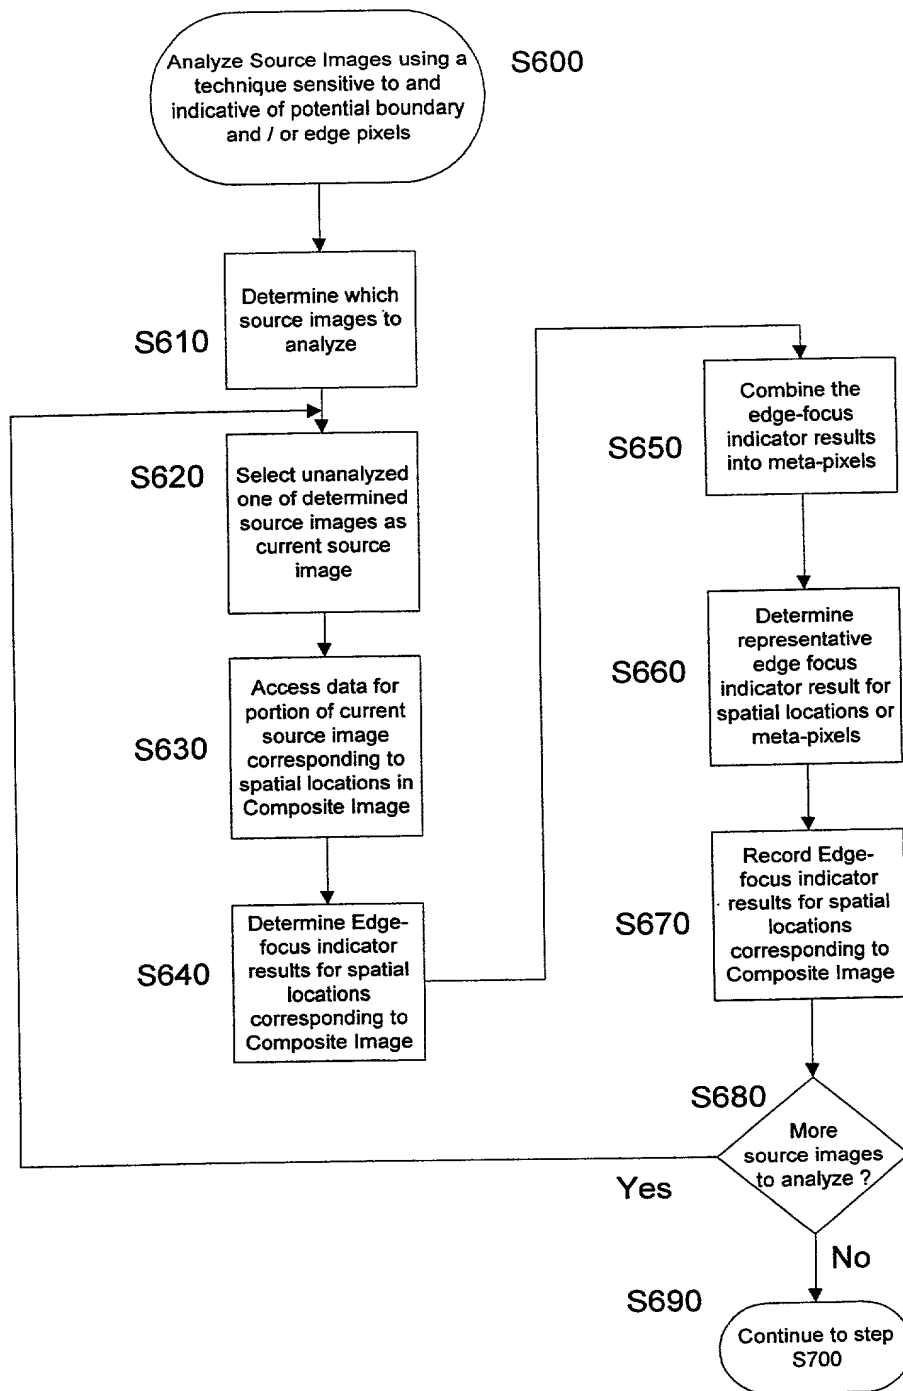 Analyze Source Images using a
technique sensitive to and
indicative of potential boundary
and / or edge pixels
S600
Determine which
source images to
analyze
S610
Select unanalyzed
one of determined
source images as
current source
image
S620
Access data for
portion of current
source image
corresponding to
spatial locations in
Composite Image
S630
Determine Edge-
focus indicator
results for spatial
locations
corresponding to
Composite Image
S640
Combine the
edge-focus
indicator results
into meta-pixels
S650
Determine
representative
edge focus
indicator result for
spatial locations or
meta-pixels
S660
Record Edge-
focus indicator
results for spatial
locations
corresponding to
Composite Image
S670
S680
More
source images
to analyze ?
Yes
No
S690
Continue to step
S700